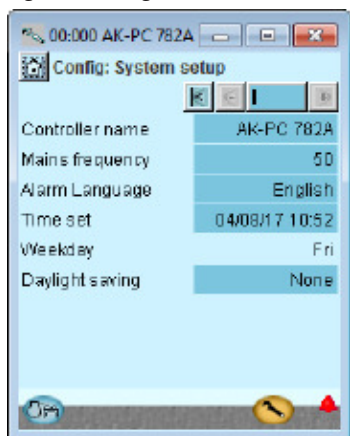 00:000 AK-PC 782A
Config: System setup
Controller name AK-PC 782A
Mains frequency 50
Alarm Language English
Time set 04/08/17 10:52
Weekday Fri
Daylight saving None